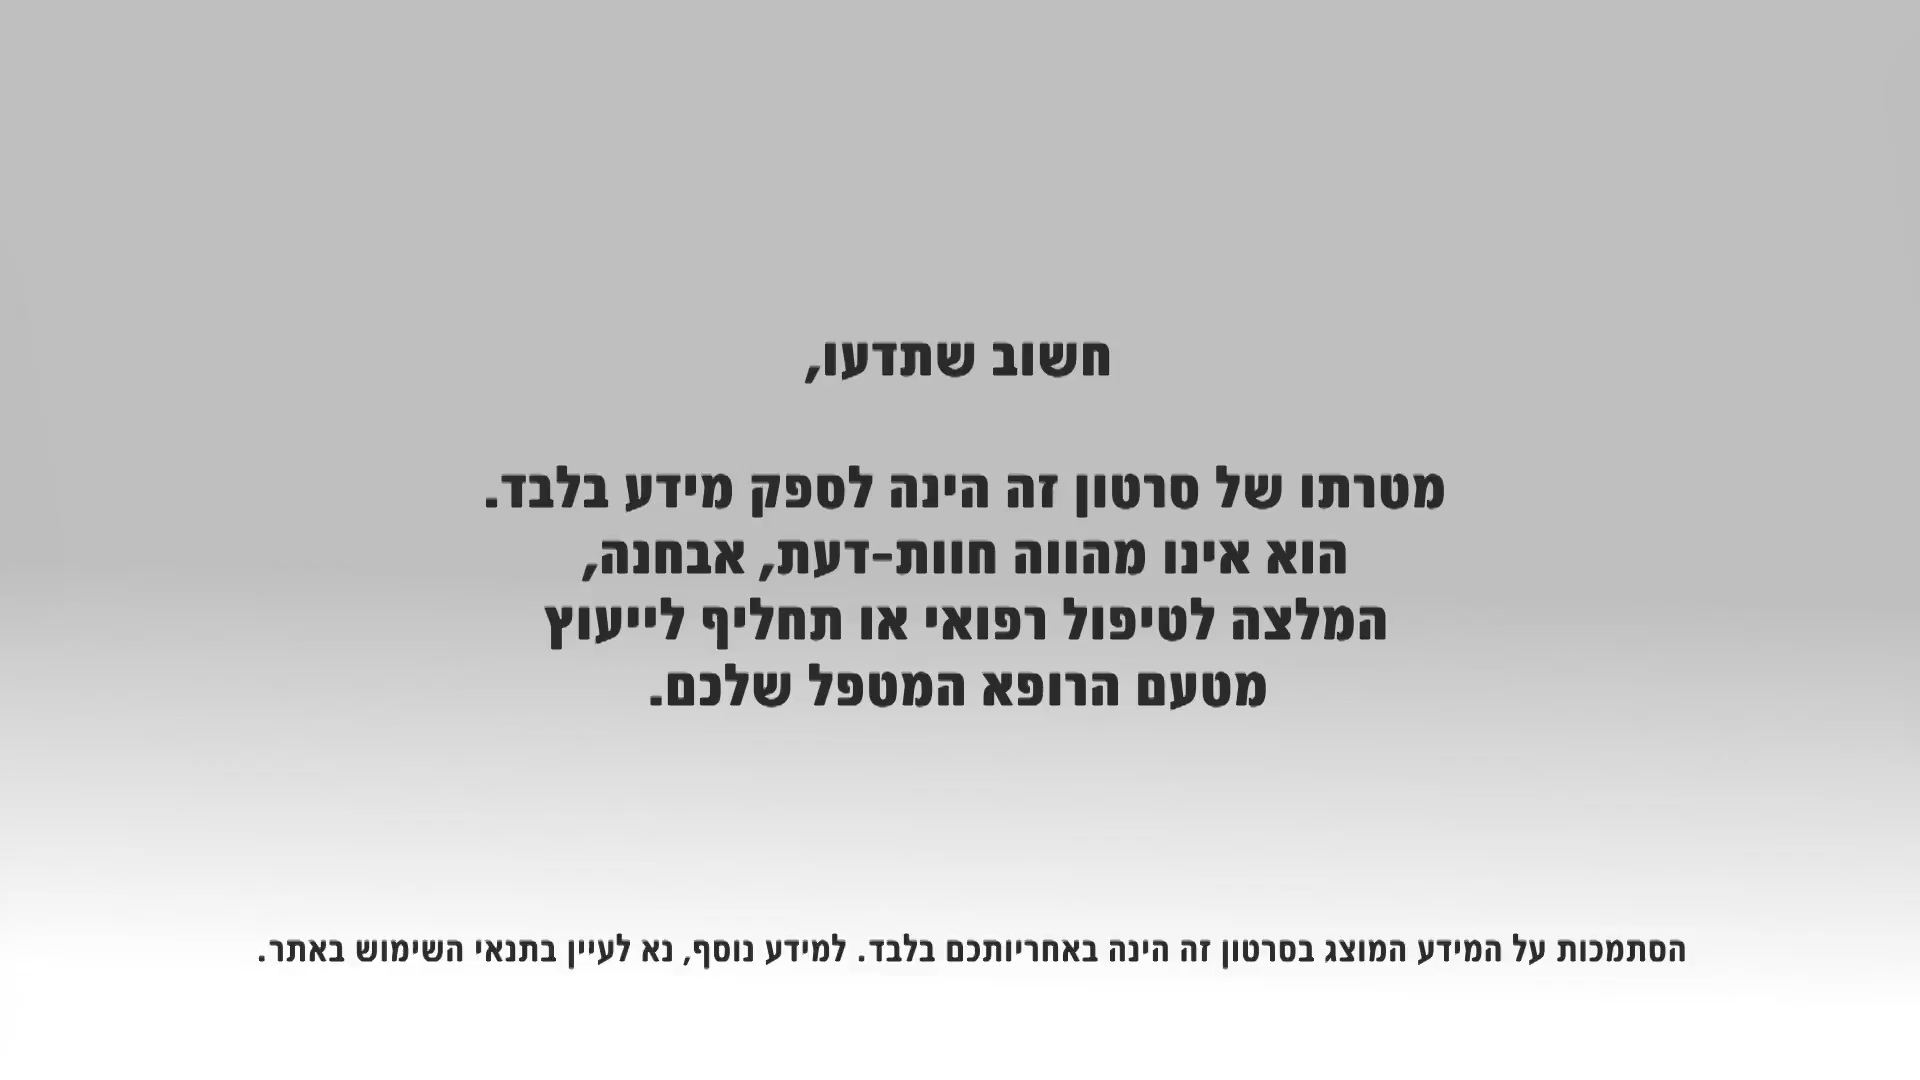 חשוב שתדעו,
מטרתו של סרטון זה הינה לספק מידע בלבד.
הוא אינו מהווה חוות-דעת, אבחנה,
המלצה לטיפול רפואי או תחליף לייעוץ
מטעם הרופא המטפל שלכם.
הסתמכות על המידע המוצג בסרטון זה הינה באחריותכם בלבד. למידע נוסף, נא לעיין בתנאי השימוש באתר.